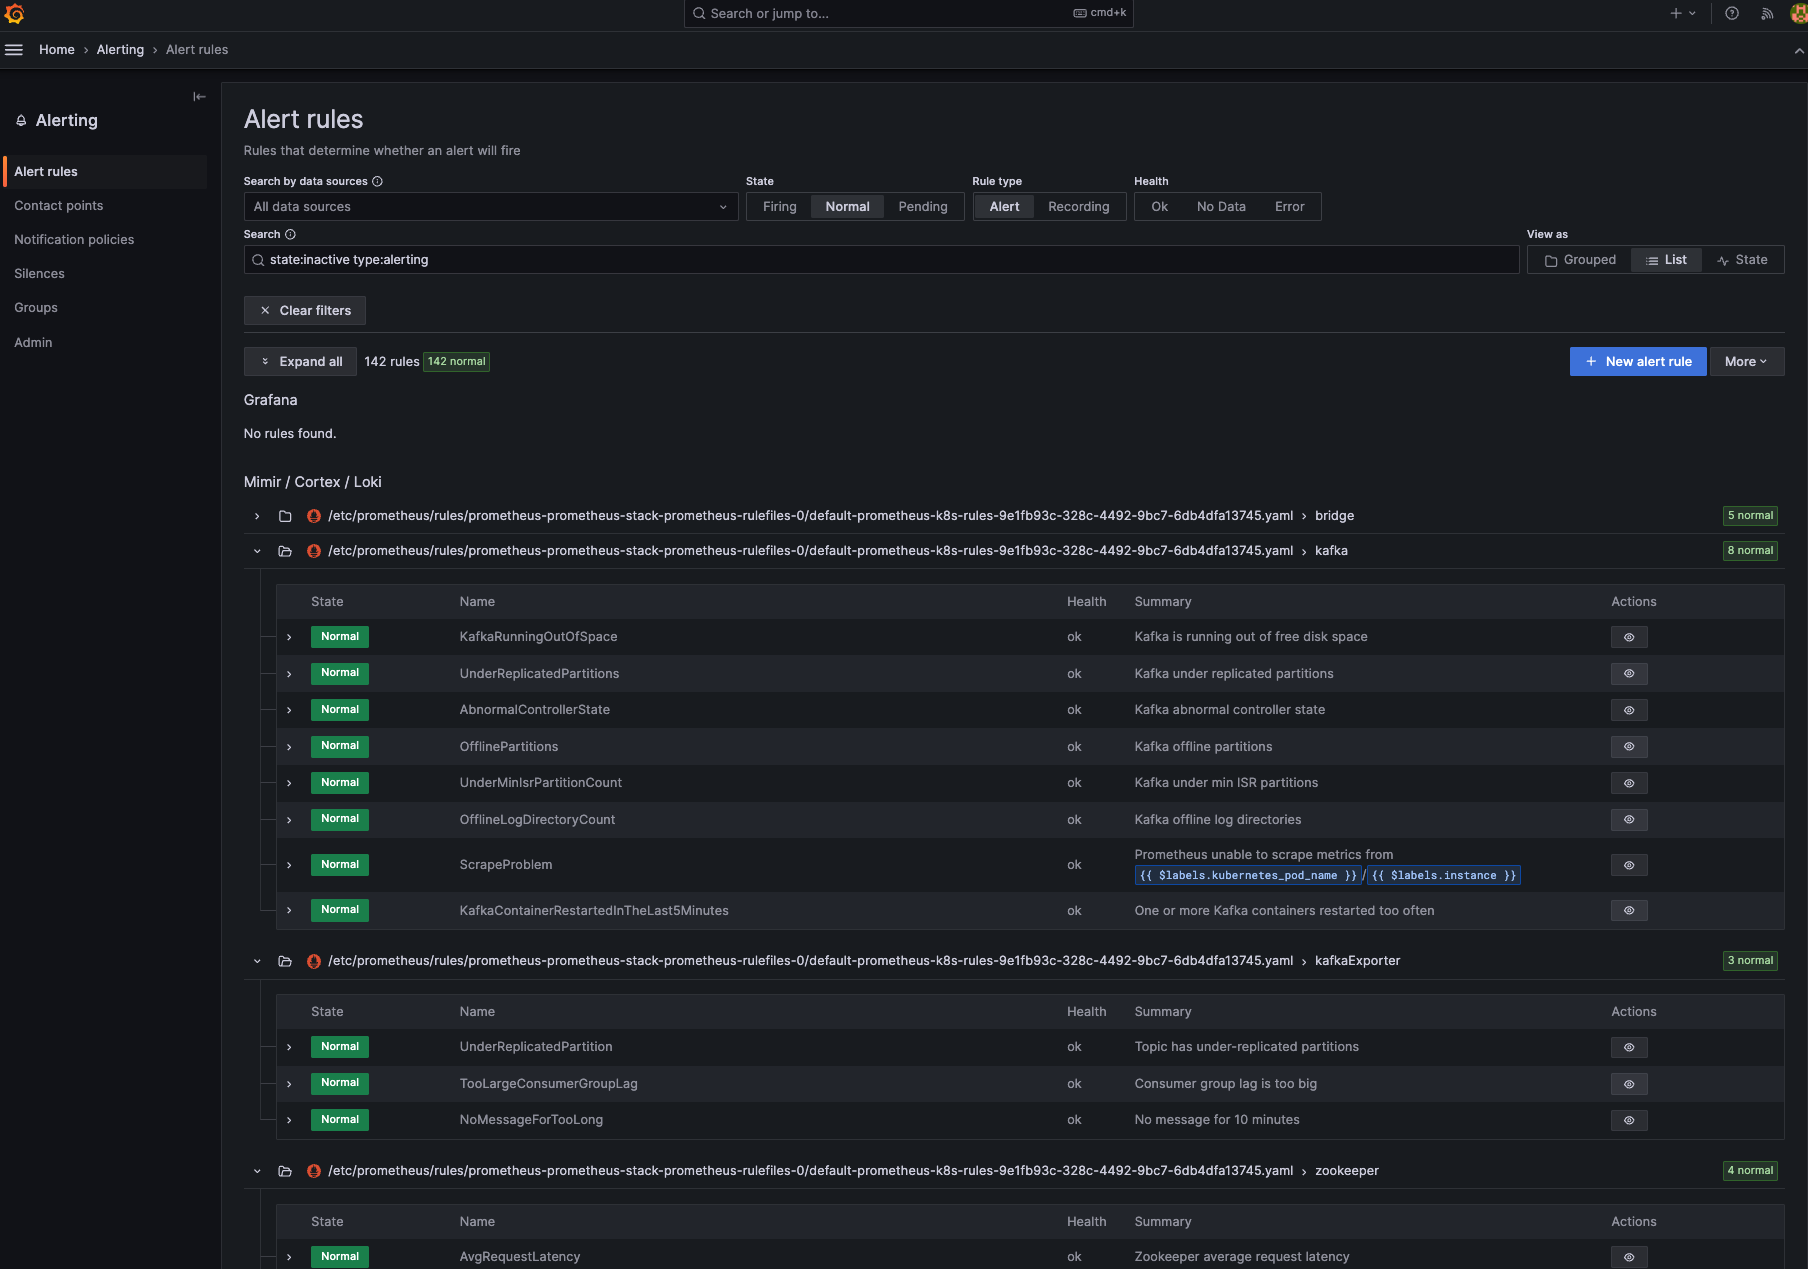 Search or jump to...
cmd+k
Home › Alerting › Alert rules
Alerting
Alert rules
Contact points
Notification policies
Silences
Groups
Admin
Alert rules
Rules that determine whether an alert will fire
Search by data sources
All data sources
State
Firing Normal Pending
Rule type
Alert Recording
Health
Ok No Data Error
Search
state:inactive type:alerting
View as
Grouped List State
Clear filters
Expand all 142 rules 142 normal
New alert rule More
Grafana
No rules found.
Mimir / Cortex / Loki
/etc/prometheus/rules/prometheus-prometheus-stack-prometheus-rulefiles-0/default-prometheus-k8s-rules-9e1fb93c-328c-4492-9bc7-6db4dfa13745.yaml › bridge 5 normal
/etc/prometheus/rules/prometheus-prometheus-stack-prometheus-rulefiles-0/default-prometheus-k8s-rules-9e1fb93c-328c-4492-9bc7-6db4dfa13745.yaml › kafka 8 normal
State Name Health Summary Actions
Normal KafkaRunningOutOfSpace ok Kafka is running out of free disk space
Normal UnderReplicatedPartitions ok Kafka under replicated partitions
Normal AbnormalControllerState ok Kafka abnormal controller state
Normal OfflinePartitions ok Kafka offline partitions
Normal UnderMinIsrPartitionCount ok Kafka under min ISR partitions
Normal OfflineLogDirectoryCount ok Kafka offline log directories
Normal ScrapeProblem ok Prometheus unable to scrape metrics from
{{ $labels.kubernetes_pod_name }}/{{ $labels.instance }}
Normal KafkaContainerRestartedInTheLast5Minutes ok One or more Kafka containers restarted too often
/etc/prometheus/rules/prometheus-prometheus-stack-prometheus-rulefiles-0/default-prometheus-k8s-rules-9e1fb93c-328c-4492-9bc7-6db4dfa13745.yaml › kafkaExporter 3 normal
State Name Health Summary Actions
Normal UnderReplicatedPartition ok Topic has under-replicated partitions
Normal TooLargeConsumerGroupLag ok Consumer group lag is too big
Normal NoMessageForTooLong ok No message for 10 minutes
/etc/prometheus/rules/prometheus-prometheus-stack-prometheus-rulefiles-0/default-prometheus-k8s-rules-9e1fb93c-328c-4492-9bc7-6db4dfa13745.yaml › zookeeper 4 normal
State Name Health Summary Actions
Normal AvgRequestLatency ok Zookeeper average request latency